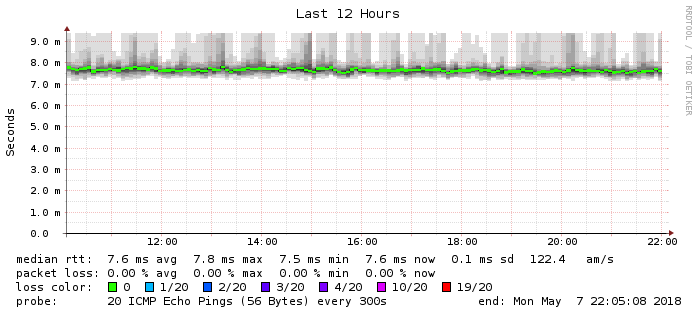 Last 12 Hours
RRDTOOL / TOBI OETIKER
Seconds
9.0 m
8.0 m
7.0 m
6.0 m
5.0 m
4.0 m
3.0 m
2.0 m
1.0 m
0.0
12:00 14:00 16:00 18:00 20:00 22:00
median rtt: 7.6 ms avg 7.8 ms max 7.5 ms min 7.6 ms now 0.1 ms sd 122.4 am/s
packet loss: 0.00 % avg 0.00 % max 0.00 % min 0.00 % now
loss color: 0 1/20 2/20 3/20 4/20 10/20 19/20
probe: 20 ICMP Echo Pings (56 Bytes) every 300s end: Mon May 7 22:05:08 2018